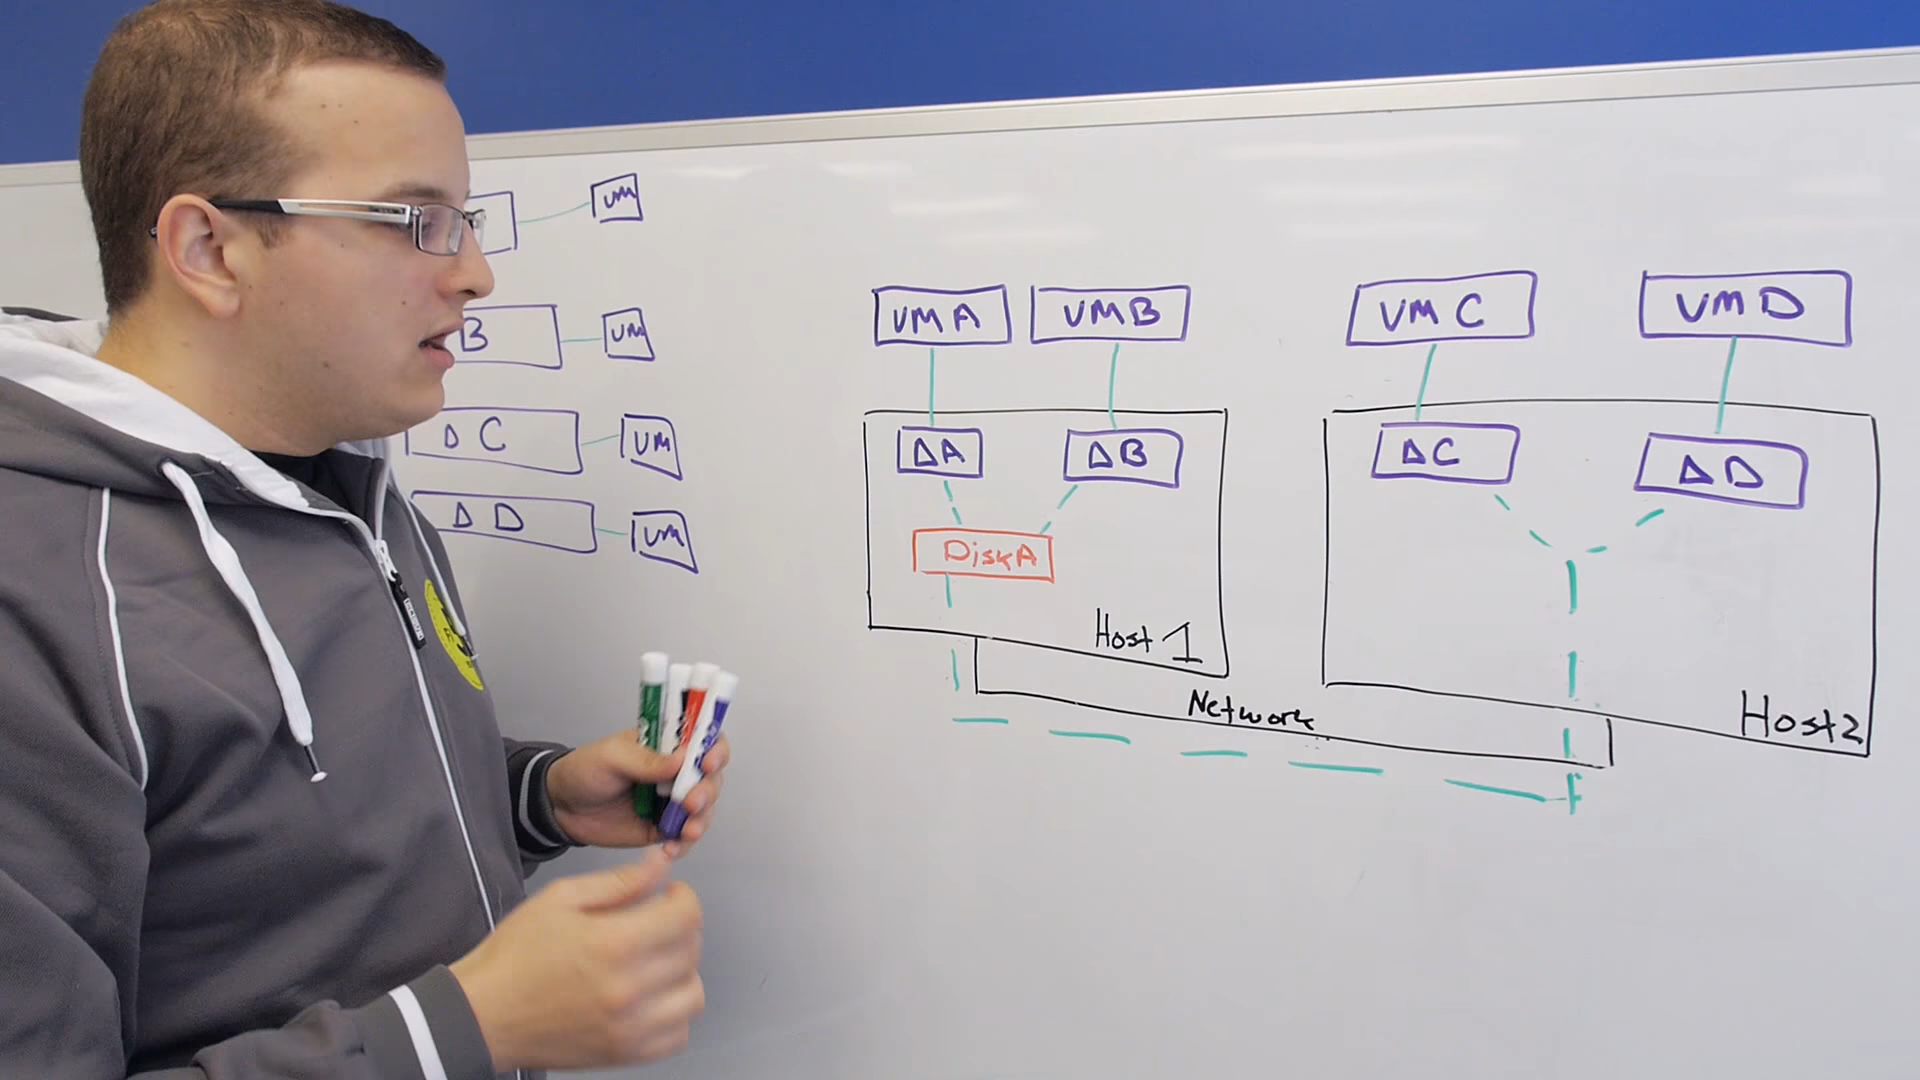 VM
B
VM
Δ C
VM
Δ D
VM
VM A
VM B
VM C
VM D
ΔA
ΔB
ΔC
ΔD
DiskA
Host 1
Network
Host2